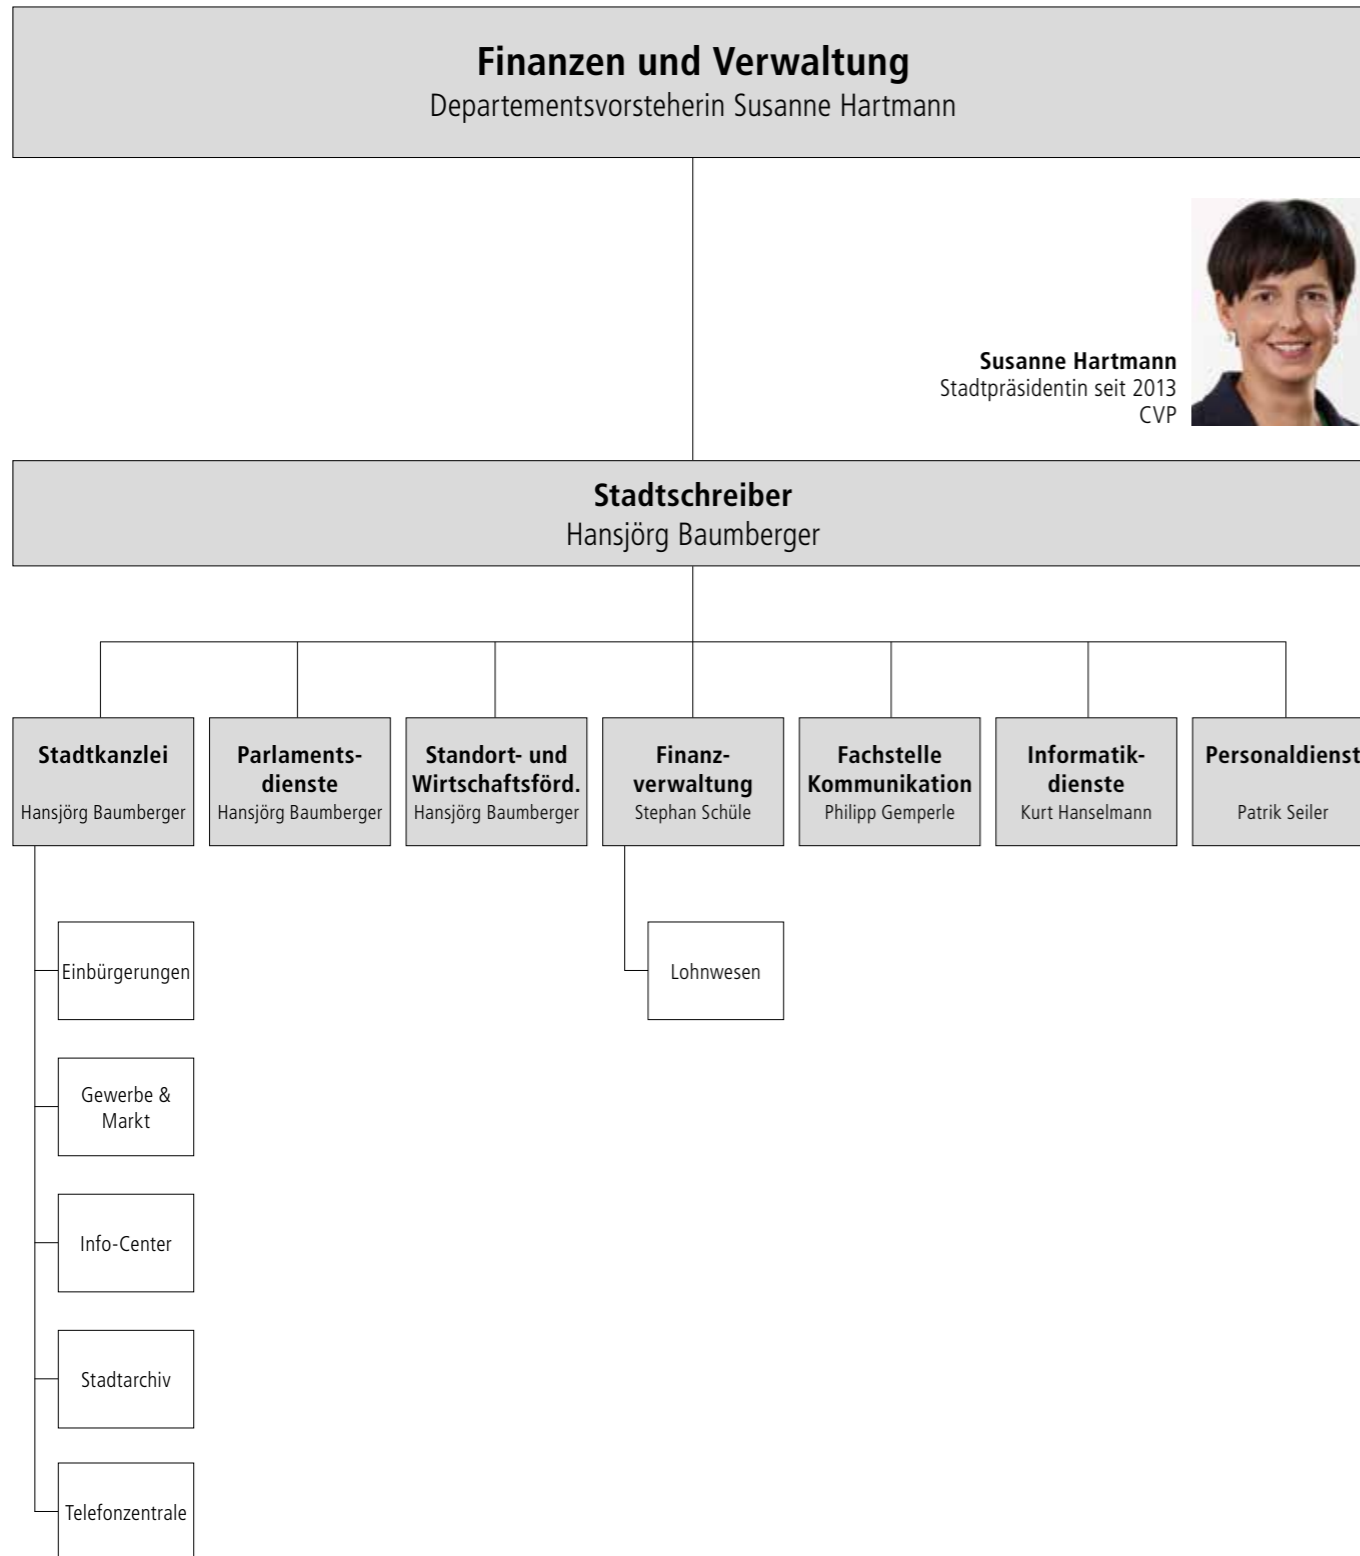 Finanzen und Verwaltung
Departementsvorsteherin Susanne Hartmann
Susanne Hartmann
Stadtpräsidentin seit 2013
CVP
Stadtschreiber
Hansjörg Baumberger
Stadtkanzlei
Hansjörg Baumberger
Parlaments-
dienste
Hansjörg Baumberger
Standort- und
Wirtschaftsförd.
Hansjörg Baumberger
Finanz-
verwaltung
Stephan Schüle
Fachstelle
Kommunikation
Philipp Gemperle
Informatik-
dienste
Kurt Hanselmann
Personaldienst
Patrik Seiler
Einbürgerungen
Gewerbe &
Markt
Info-Center
Stadtarchiv
Telefonzentrale
Lohnwesen